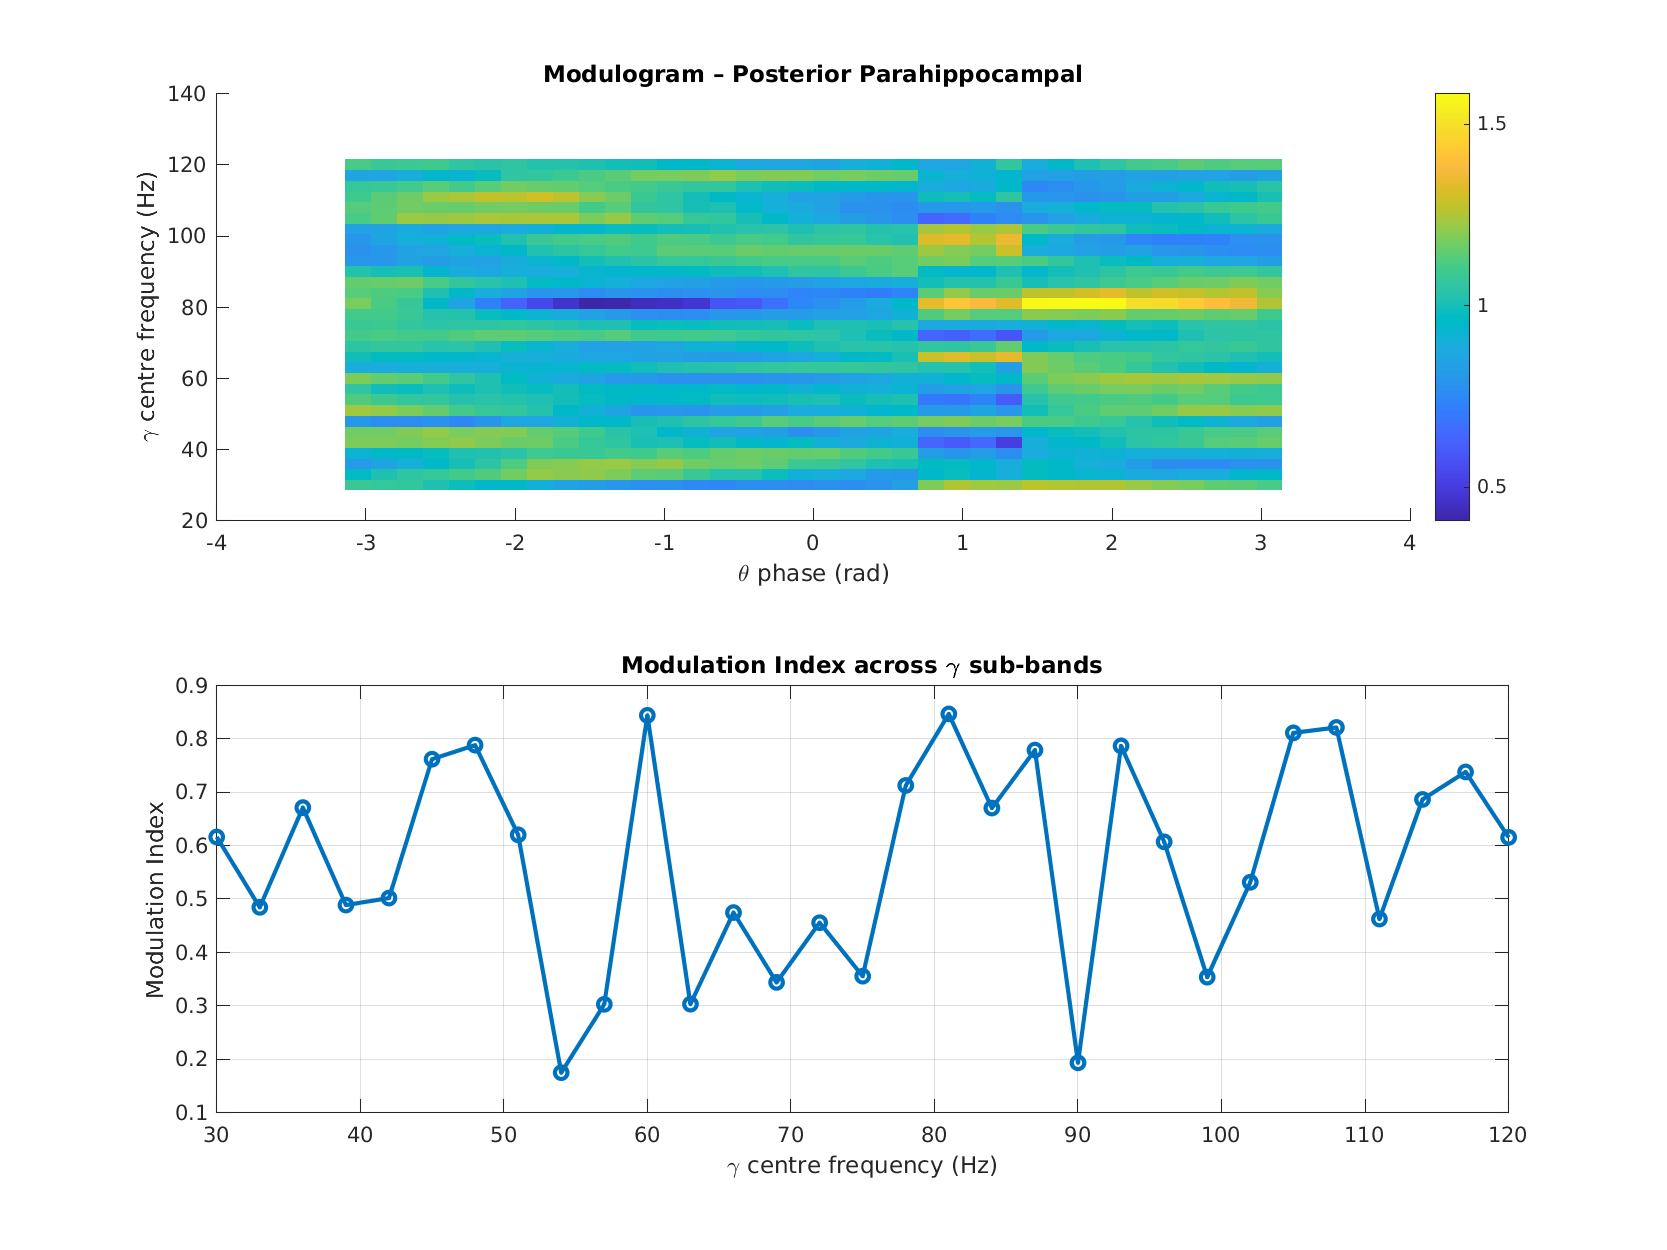 Modulogram – Posterior Parahippocampal
140
120
100
80
60
40
20
γ centre frequency (Hz)
-4 -3 -2 -1 0 1 2 3 4
θ phase (rad)
1.5
1
0.5
Modulation Index across γ sub-bands
0.9
0.8
0.7
0.6
0.5
0.4
0.3
0.2
0.1
Modulation Index
30 40 50 60 70 80 90 100 110 120
γ centre frequency (Hz)